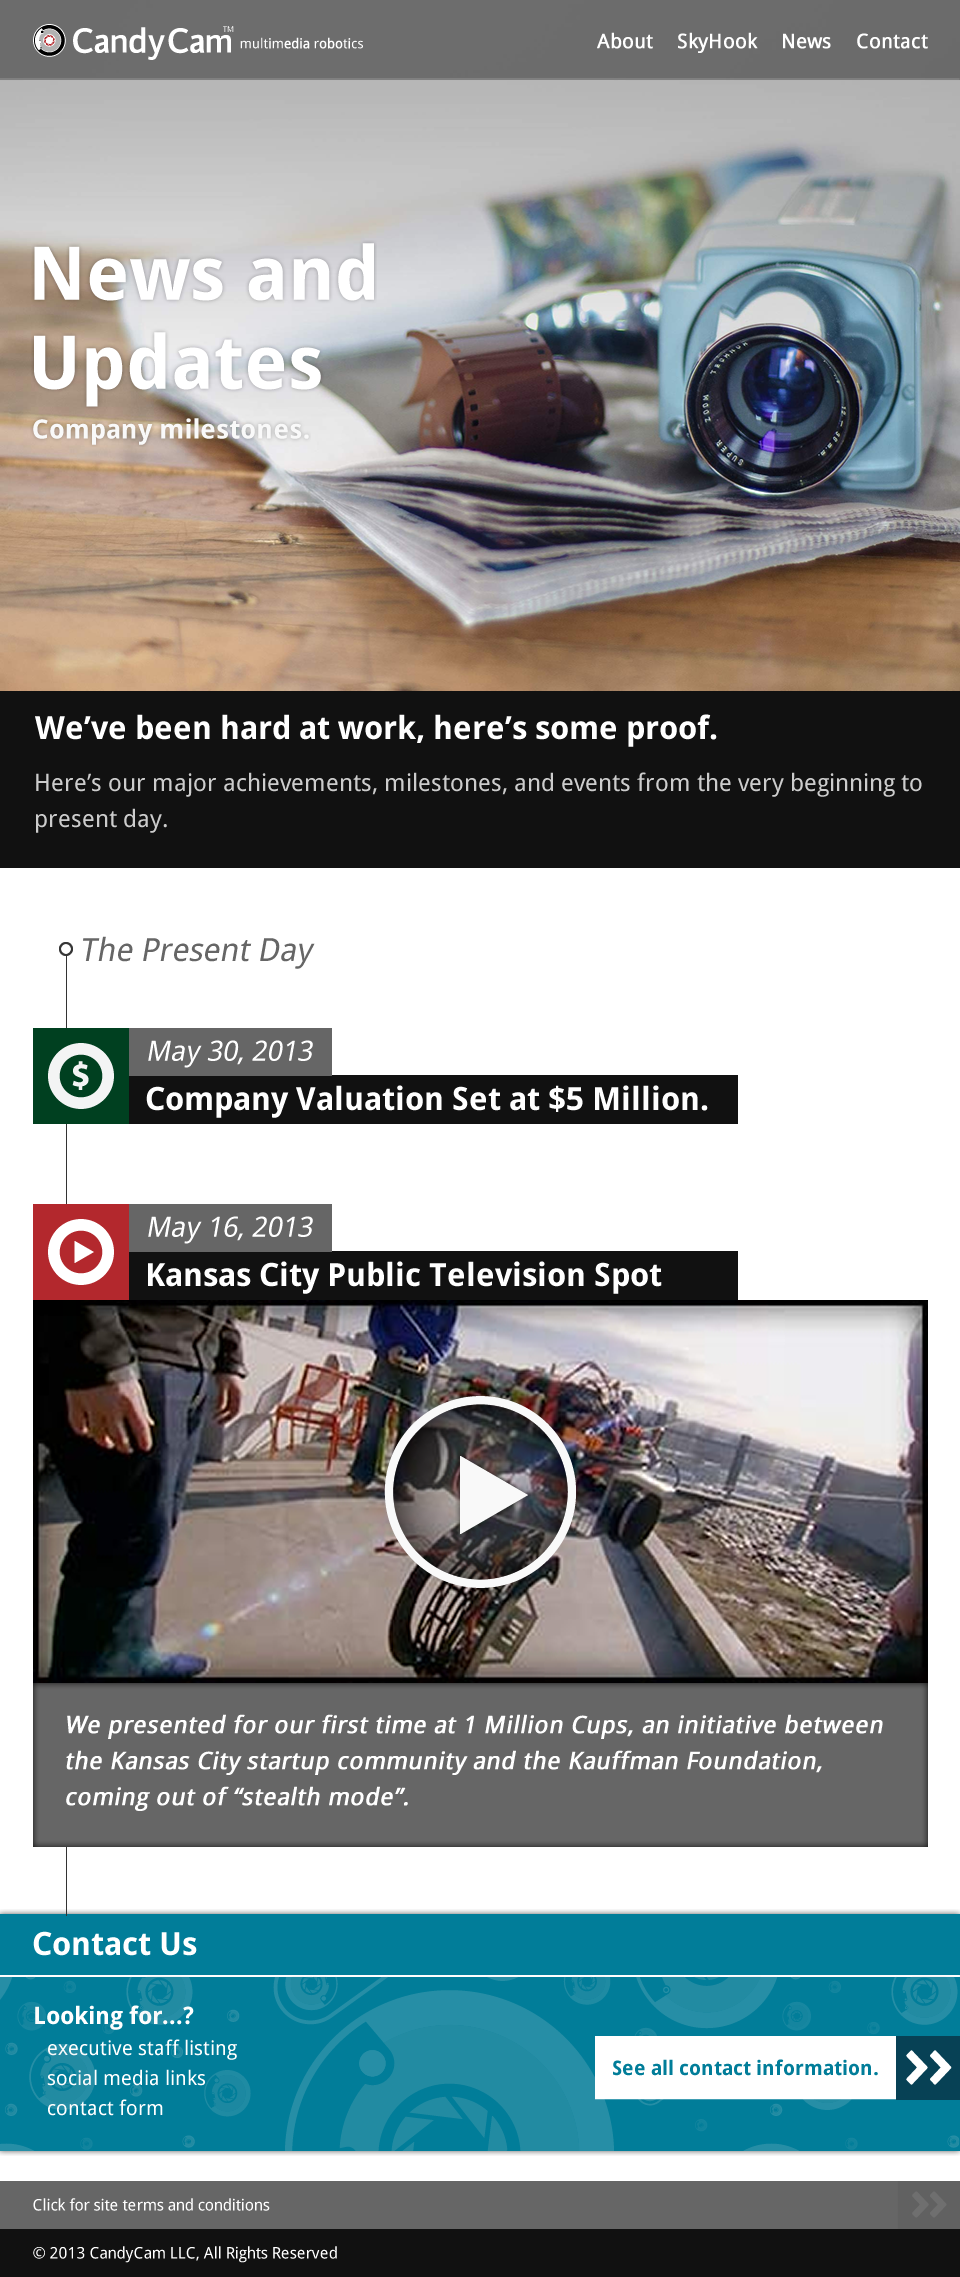 CandyCam™ multimedia robotics
About SkyHook News Contact
News and
Updates
Company milestones.
SUPER ZOOM TECHNOR
We've been hard at work, here's some proof.
Here's our major achievements, milestones, and events from the very beginning to
present day.
The Present Day
May 30, 2013
$
Company Valuation Set at $5 Million.
May 16, 2013
Kansas City Public Television Spot
We presented for our first time at 1 Million Cups, an initiative between
the Kansas City startup community and the Kauffman Foundation,
coming out of “stealth mode”.
Contact Us
Looking for...?
executive staff listing
social media links
contact form
See all contact information.
Click for site terms and conditions
© 2013 CandyCam LLC, All Rights Reserved